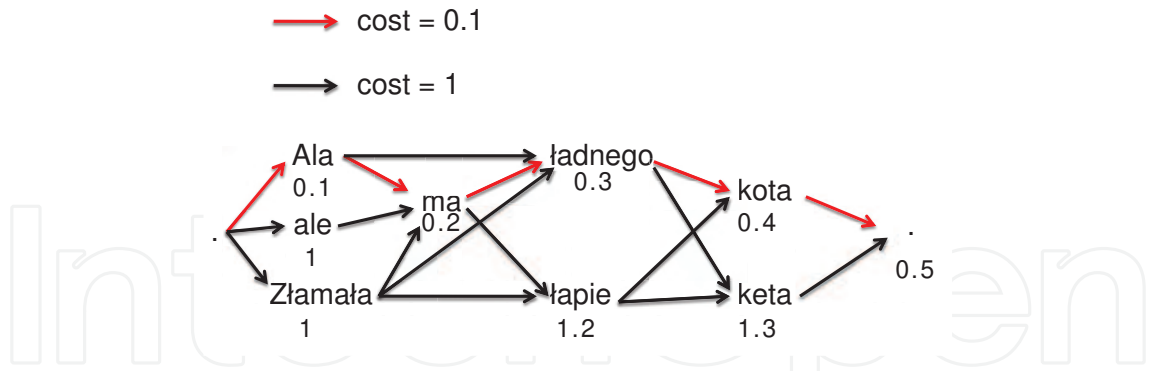 cost = 0.1
cost = 1
Ala
0.1
ładnego
0.3
kota
0.4
ma
0.2
ale
1
.
.
0.5
Złamała
1
łapie
1.2
keta
1.3
IntechOpen